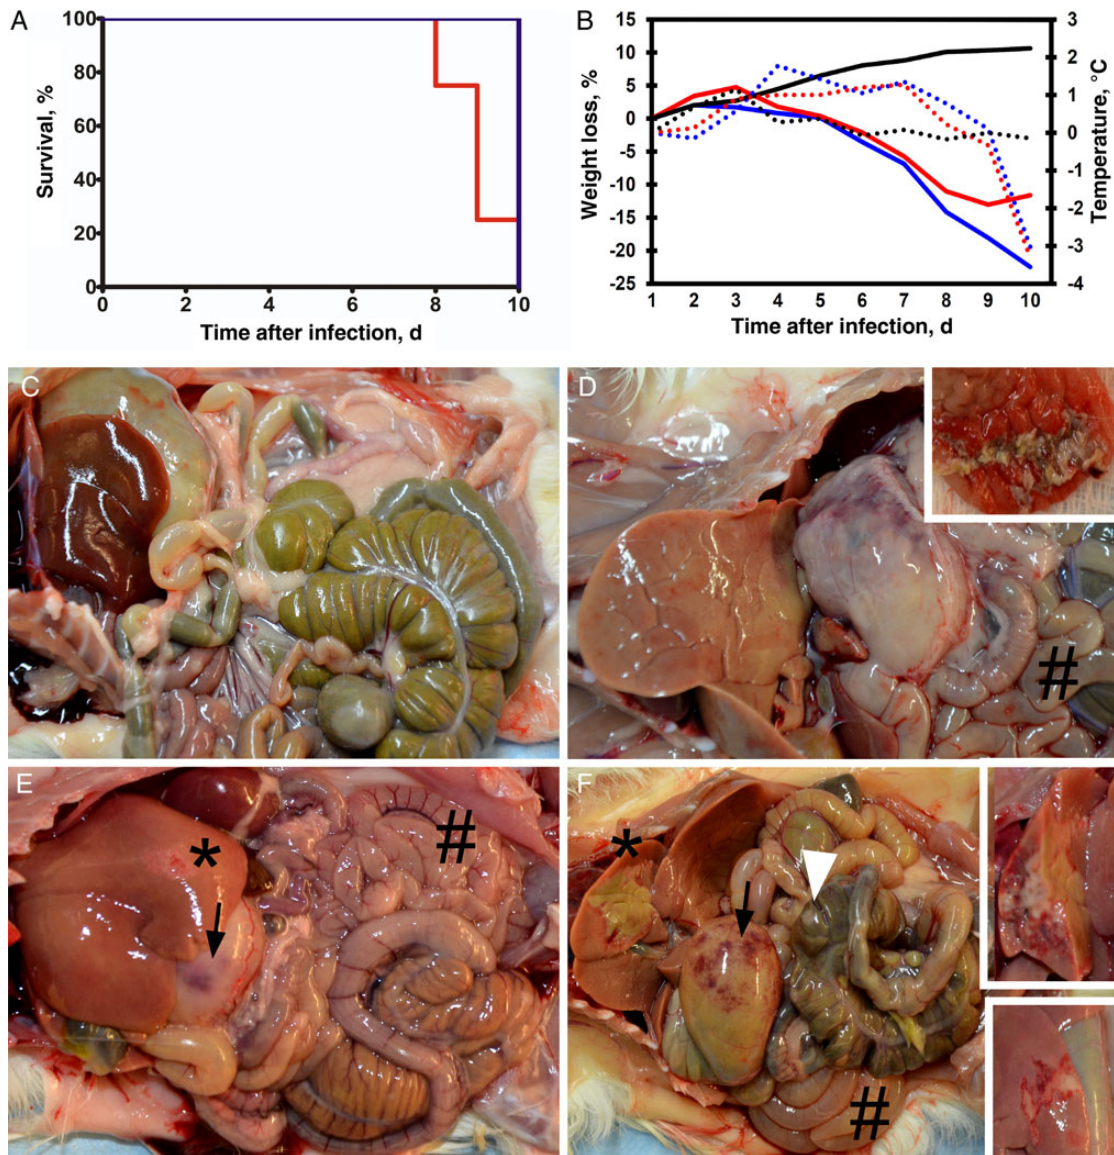 A
Survival, %
100
80
60
40
20
0
0 2 4 6 8 10
Time after infection, d
B
Weight loss, %
15
10
5
0
-5
-10
-15
-20
-25
3
2
1
0
-1
-2
-3
-4
Temperature, °C
1 2 3 4 5 6 7 8 9 10
Time after infection, d
C
D
#
E
*
#
F
*
#